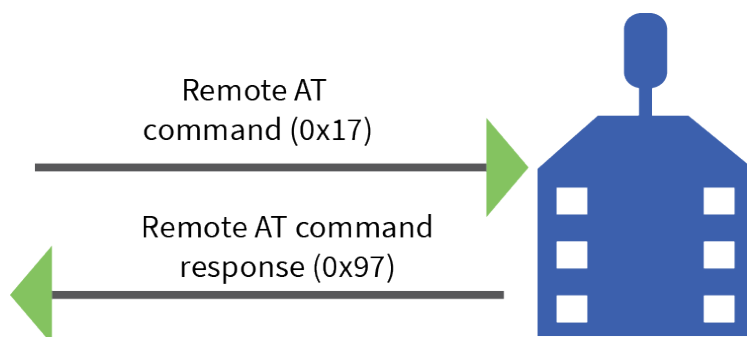 Remote AT
command (0x17)
Remote AT command
response (0x97)